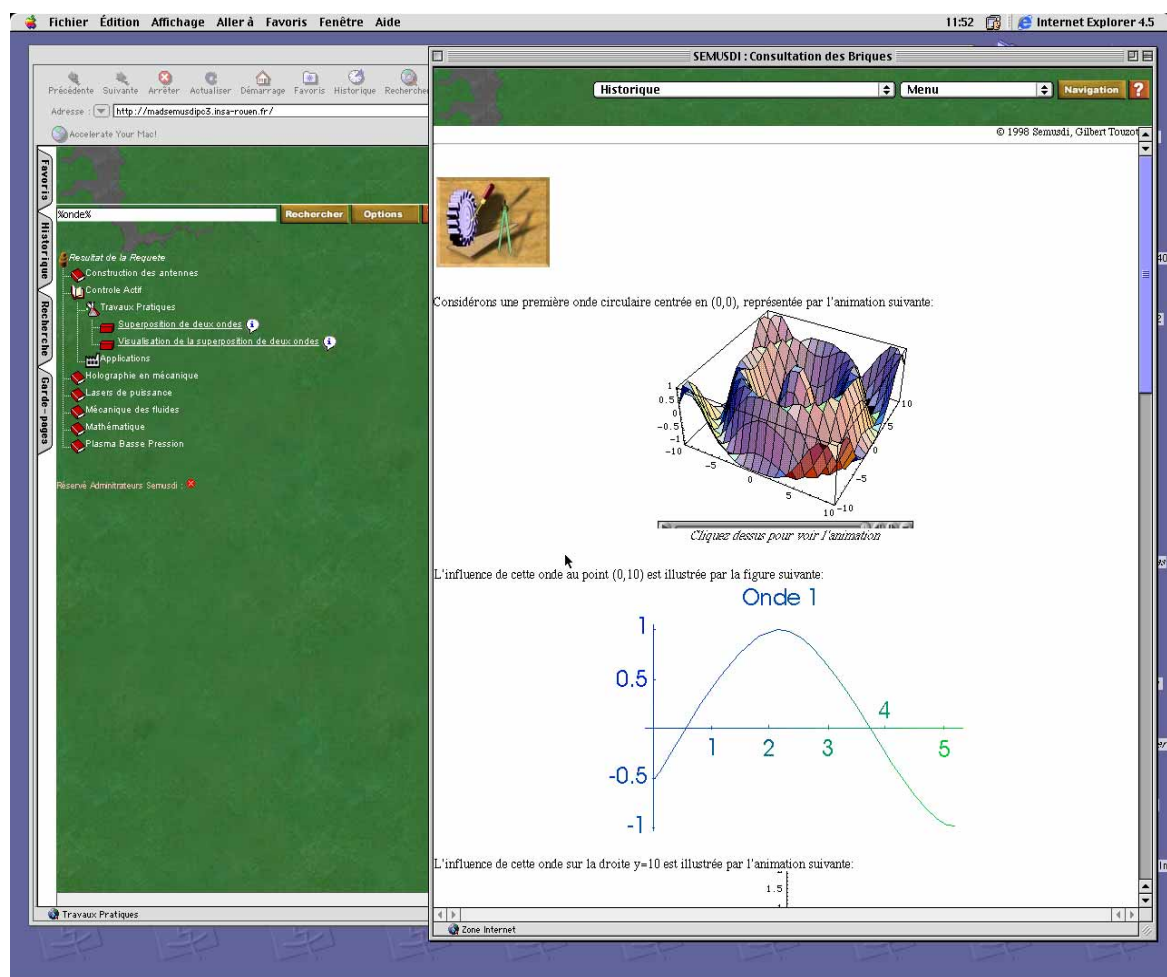 Fichier Édition Affichage Aller à Favoris Fenêtre Aide 11:52 Internet Explorer 4.5
Précédente Suivante Arrêter Actualiser Démarrage Favoris Historique Rechercher
Adresse : http://madsemusdipc3.insa-rouen.fr/
Accelerate Your Mac!
Favoris
Historique
Recherche
Garde-pages
%onde% Rechercher Options
Resultat de la Requete
Construction des antennes
Controle Actif
Travaux Pratiques
Superposition de deux ondes
Visualisation de la superposition de deux ondes
Applications
Holographie en mécanique
Lasers de puissance
Mécanique des fluides
Mathématique
Plasma Basse Pression
Réservé Adminitrateurs Semusdi :
Travaux Pratiques
SEMUSDI : Consultation des Briques
Historique Menu Navigation ?
© 1998 Semusdi, Gilbert Touzot
Considérons une première onde circulaire centrée en (0,0), représentée par l'animation suivante:
1
0.5
0
-0.5
-1
-10
-5
0
5
10
-10
-5
0
5
10
Cliquez dessus pour voir l'animation
L'influence de cette onde au point (0,10) est illustrée par la figure suivante:
Onde 1
1
0.5
-0.5
-1
1 2 3 4 5
L'influence de cette onde sur la droite y=10 est illustrée par l'animation suivante:
2
1.5
Zone Internet